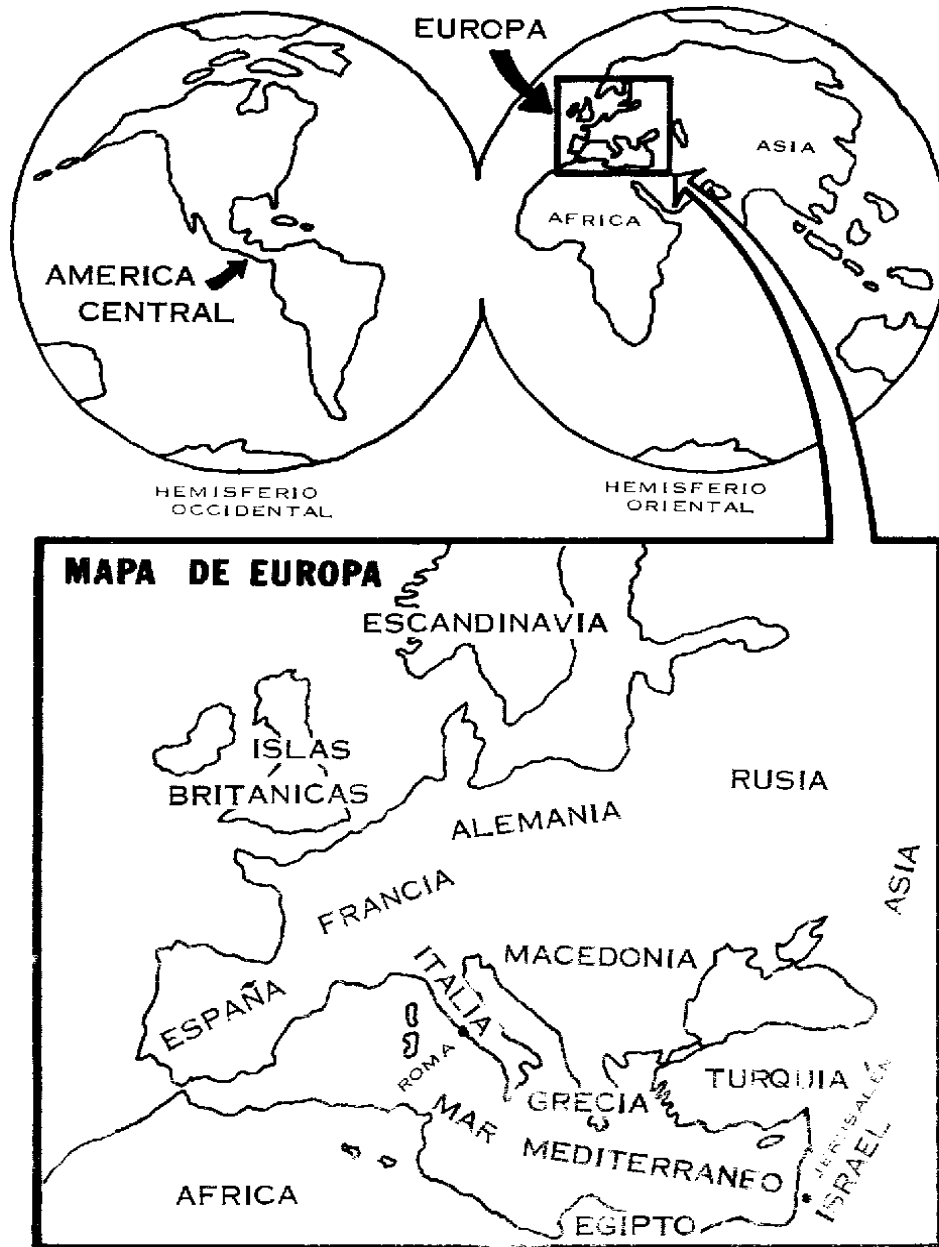 EUROPA
ASIA
AFRICA
AMERICA
CENTRAL
HEMISFERIO
OCCIDENTAL
HEMISFERIO
ORIENTAL
MAPA DE EUROPA
ESCANDINAVIA
ISLAS
BRITANICAS
RUSIA
ALEMANIA
ASIA
FRANCIA
MACEDONIA
ITALIA
ESPAÑA
ROMA
TURQUIA
GRECIA
MAR
MEDITERRANEO
JERUSALÉN
ISRAEL
AFRICA
EGIPTO